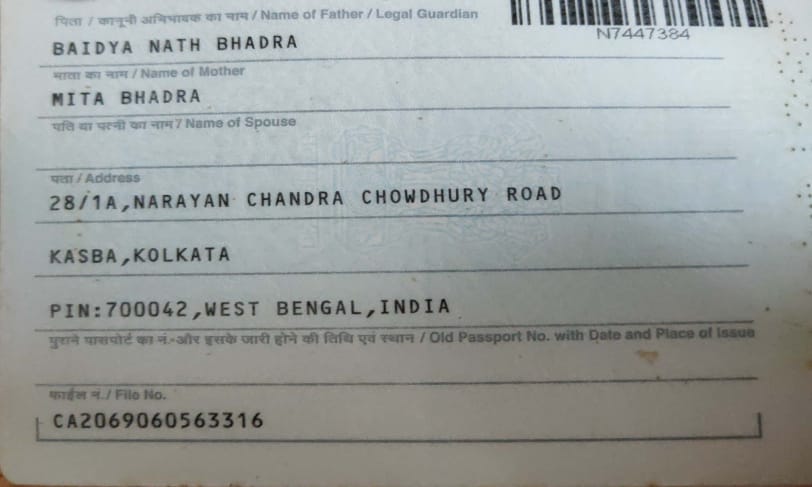 पिता / कानूनी अभिभावक का नाम / Name of Father / Legal Guardian
N7447384
BAIDYA NATH BHADRA
माता का नाम / Name of Mother
MITA BHADRA
पति या पत्नी का नाम / Name of Spouse
पता / Address
28/1A,NARAYAN CHANDRA CHOWDHURY ROAD
KASBA,KOLKATA
PIN:700042,WEST BENGAL,INDIA
पुराने पासपोर्ट का नं. और इसके जारी होने की तिथि एवं स्थान / Old Passport No. with Date and Place of Issue
फाईल नं. / File No.
CA2069060563316